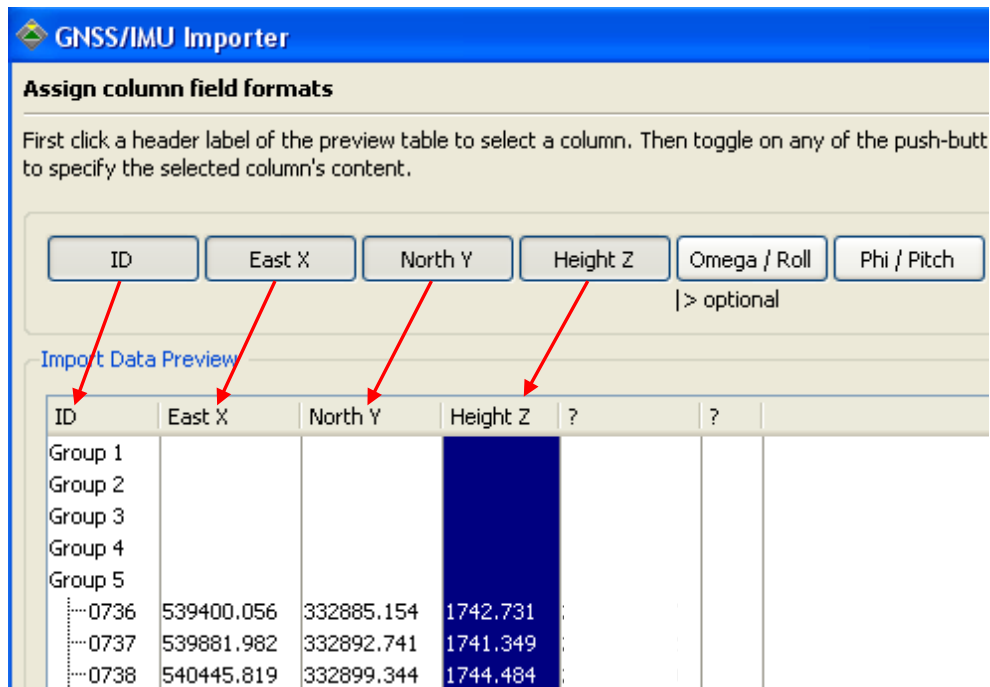 GNSS/IMU Importer
Assign column field formats
First click a header label of the preview table to select a column. Then toggle on any of the push-butt
to specify the selected column's content.
ID East X North Y Height Z Omega / Roll Phi / Pitch
|> optional
Import Data Preview
ID East X North Y Height Z ? ?
Group 1
Group 2
Group 3
Group 4
Group 5
0736 539400.056 332885.154 1742.731
0737 539881.982 332892.741 1741.349
0738 540445.819 332899.344 1744.484